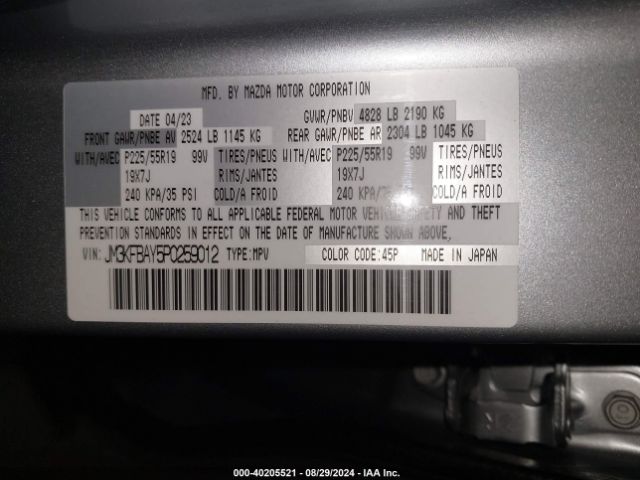 MFD. BY MAZDA MOTOR CORPORATION
DATE 04/23 GVWR/PNBV 4828 LB 2190 KG
FRONT GAWR/PNBE AV 2524 LB 1145 KG REAR GAWR/PNBE AR 2304 LB 1045 KG
WITH/AVEC P225/55R19 99V TIRES/PNEUS WITH/AVEC P225/55R19 99V TIRES/PNEUS
19X7J RIMS/JANTES 19X7J RIMS/JANTES
240 KPA/35 PSI COLD/A FROID 240 KPA/35 COLD/A FROID
THIS VEHICLE CONFORMS TO ALL APPLICABLE FEDERAL MOTOR VEHICLE SAFETY AND THEFT
PREVENTION STANDARDS IN EFFECT ON THE DATE OF MANUFACTURE SHOWN ABOVE.
VIN: JM3KFBAY5P0259012 TYPE:MPV COLOR CODE:45P MADE IN JAPAN
000-40205521 - 08/29/2024 - IAA Inc.